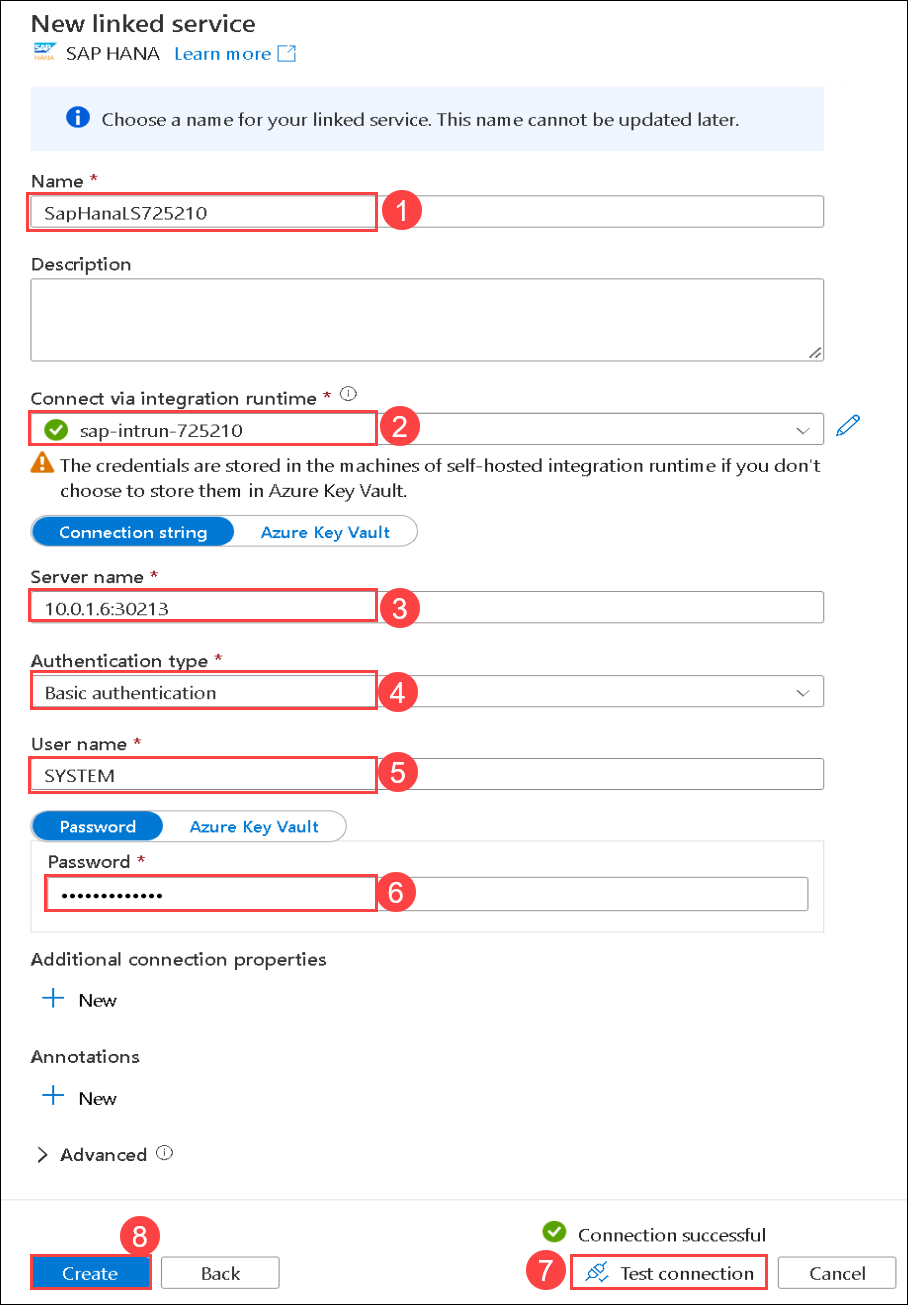 New linked service
SAP HANA SAP HANA Learn more
Choose a name for your linked service. This name cannot be updated later.
Name *
SapHanaLS725210 1
Description
Connect via integration runtime *
sap-intrun-725210 2
The credentials are stored in the machines of self-hosted integration runtime if you don't
choose to store them in Azure Key Vault.
Connection string Azure Key Vault
Server name *
10.0.1.6:30213 3
Authentication type *
Basic authentication 4
User name *
SYSTEM 5
Password Azure Key Vault
Password *
••••••••••••• 6
Additional connection properties
New
Annotations
New
Advanced
8 Connection successful
Create Back 7 Test connection Cancel